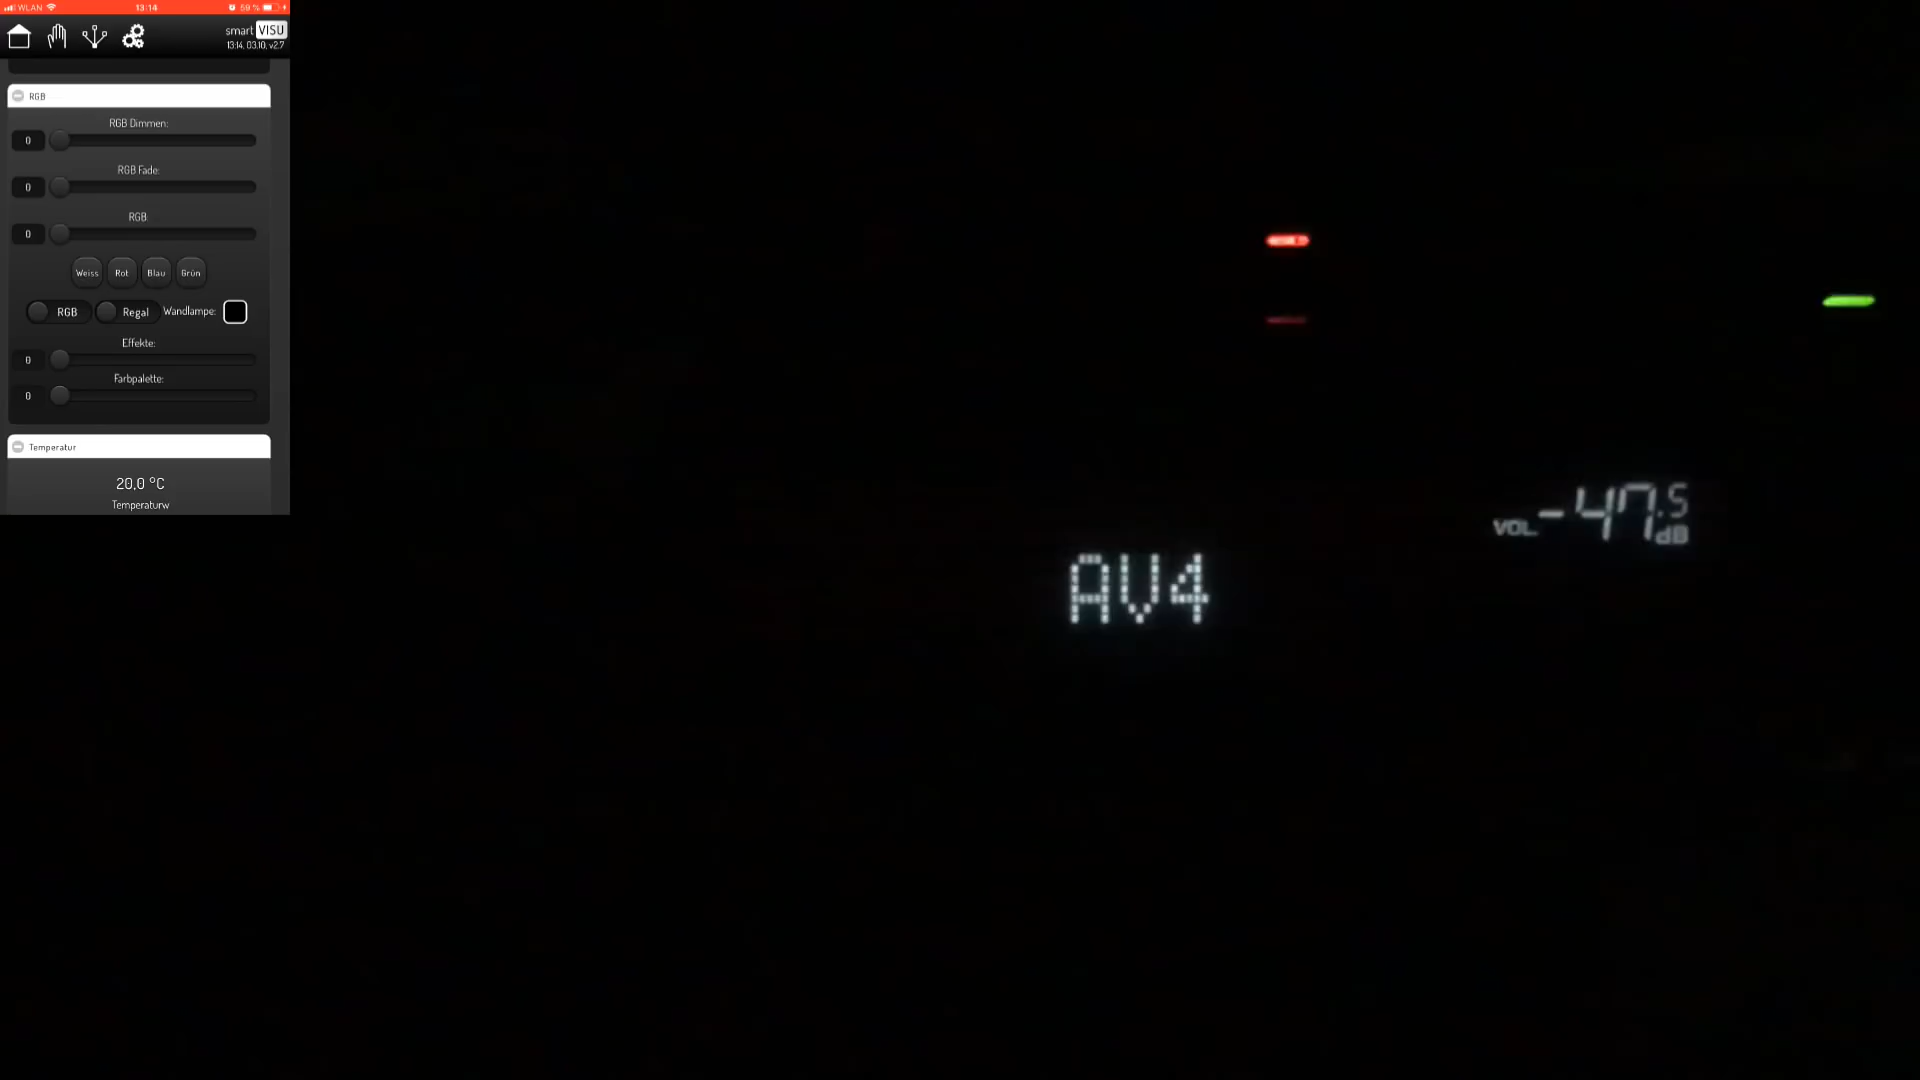 WLAN 13:14 59 %
smart VISU
13:14, 03.10, v2.7
RGB
RGB Dimmen:
0
RGB Fade:
0
RGB
0
Weiss Rot Blau Grün
RGB Regal Wandlampe:
Effekte:
0
Farbpalette:
0
Temperatur
20,0 °C
Temperaturw
VOL. -47.5 dB
AV4